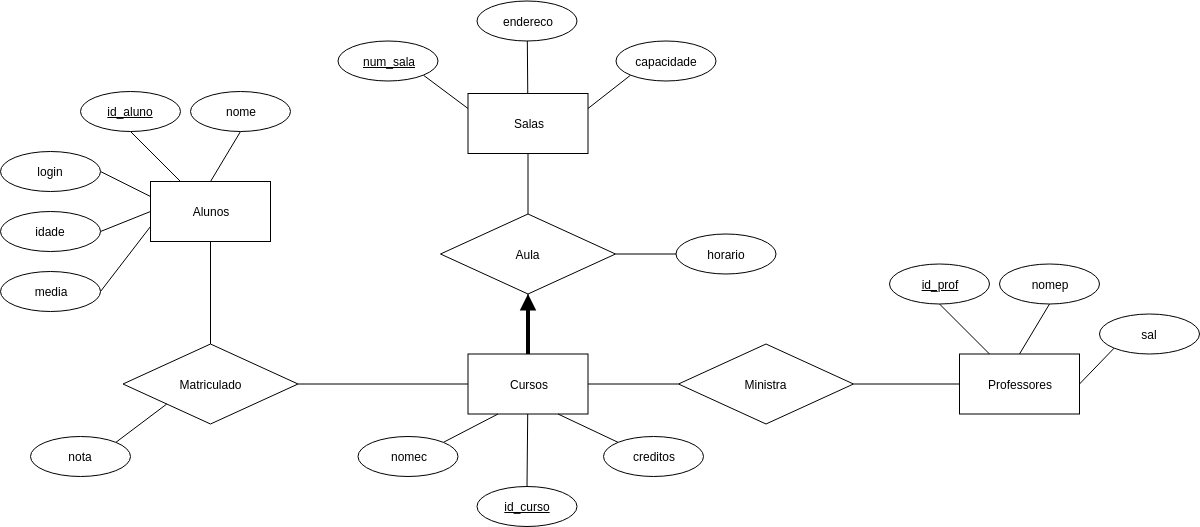 endereco
num_sala
capacidade
Salas
id_aluno
nome
login
Alunos
idade
media
Aula
horario
id_prof
nomep
sal
Matriculado
Cursos
Ministra
Professores
nota
nomec
creditos
id_curso